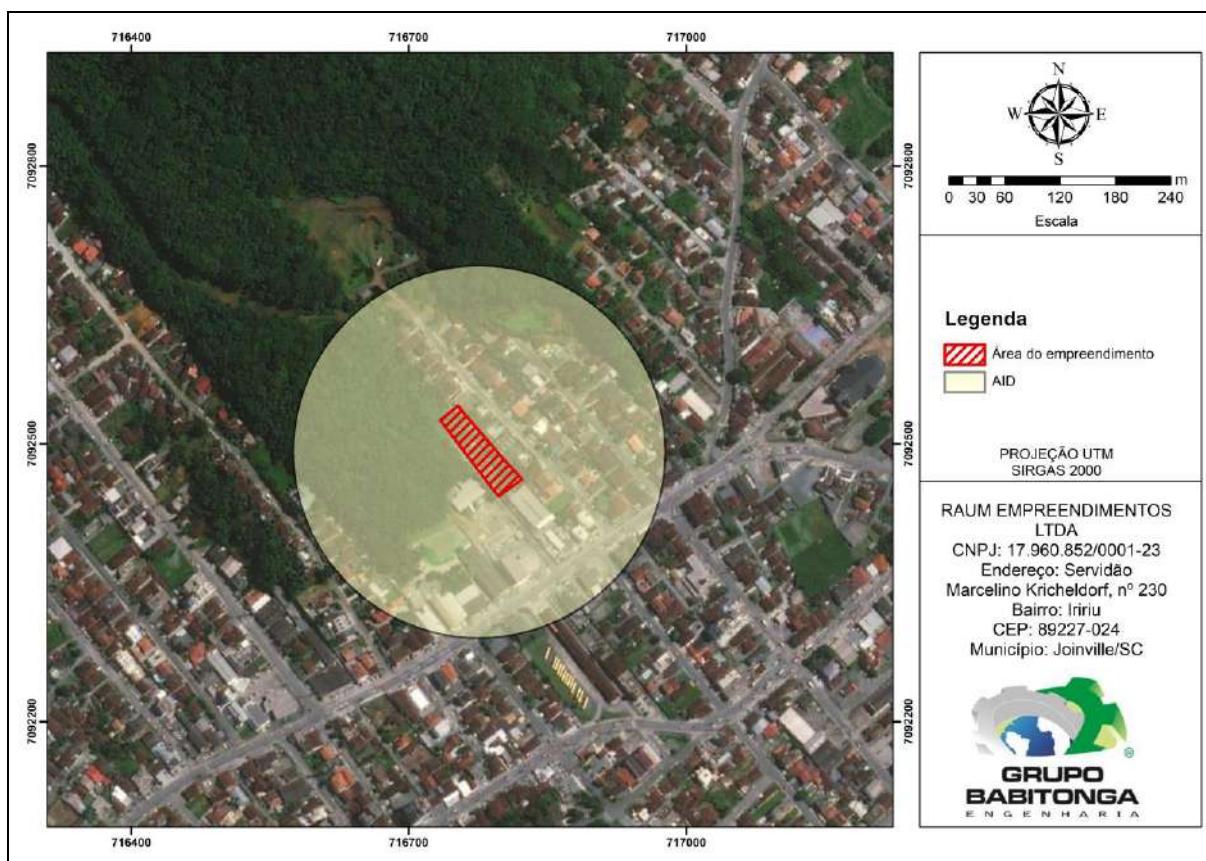 716400 716700 717000
7092800 7092800
7092500 7092500
7092200 7092200
716400 716700 717000
N
W E
S
0 30 60 120 180 240 m
Escala
Legenda
Área do empreendimento
AID
PROJEÇÃO UTM
SIRGAS 2000
RAUM EMPREENDIMENTOS
LTDA
CNPJ: 17.960.852/0001-23
Endereço: Servidão
Marcelino Kricheldorf, nº 230
Bairro: Iririu
CEP: 89227-024
Município: Joinville/SC
®
GRUPO
BABITONGA
ENGENHARIA